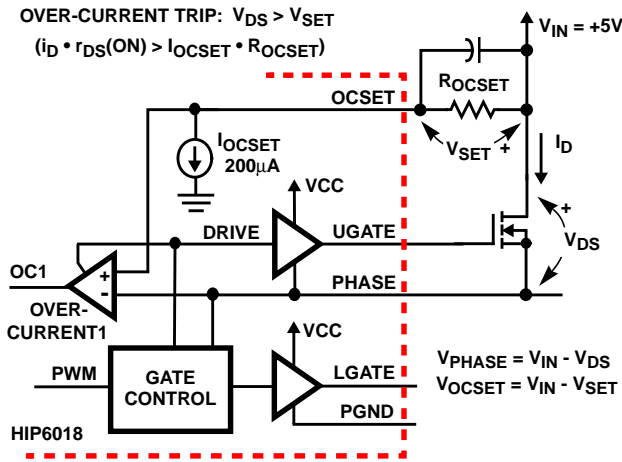 OVER-CURRENT TRIP: VDS > VSET
(iD • rDS(ON) > IOCSET • ROCSET)
VIN = +5V
OCSET
ROCSET
VSET +
ID
IOCSET
200μA
VCC
DRIVE
UGATE
+
VDS
OC1
+
-
PHASE
OVER-
CURRENT1
VCC
PWM
GATE
CONTROL
LGATE
PGND
VPHASE = VIN - VDS
VOCSET = VIN - VSET
HIP6018